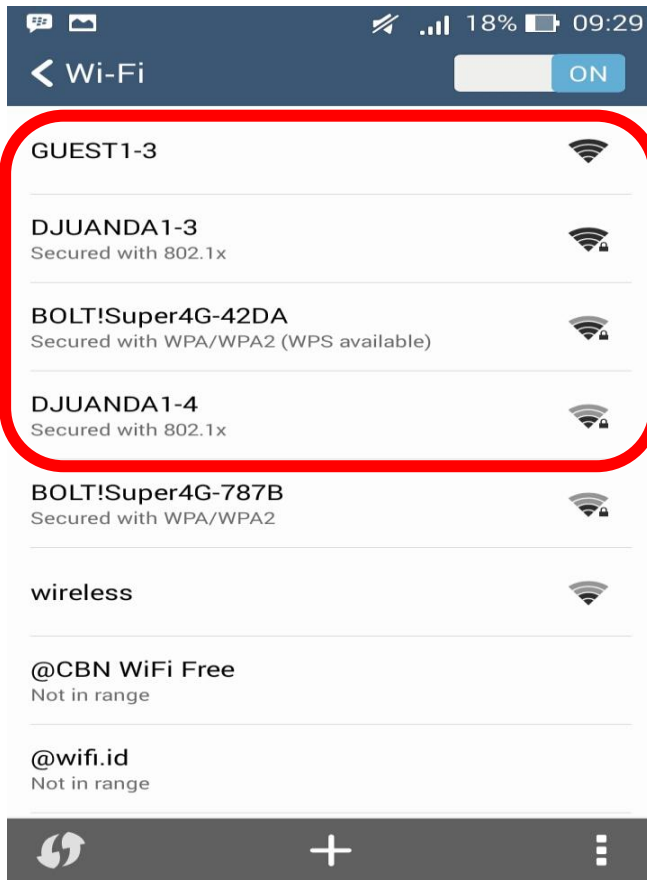 18% 09:29
Wi-Fi ON
GUEST1-3
DJUANDA1-3
Secured with 802.1x
BOLT!Super4G-42DA
Secured with WPA/WPA2 (WPS available)
DJUANDA1-4
Secured with 802.1x
BOLT!Super4G-787B
Secured with WPA/WPA2
wireless
@CBN WiFi Free
Not in range
@wifi.id
Not in range